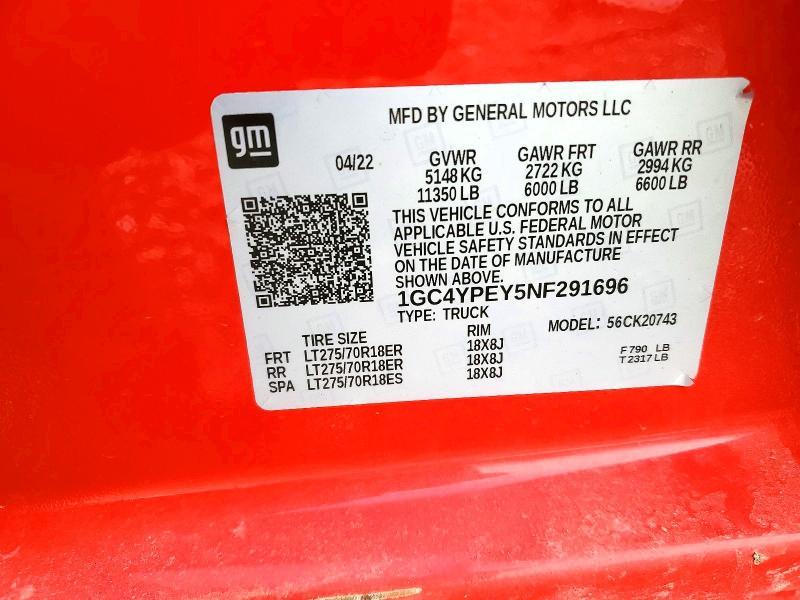 gm
MFD BY GENERAL MOTORS LLC
04/22
GVWR
5148 KG
11350 LB
GAWR FRT
2722 KG
6000 LB
GAWR RR
2994 KG
6600 LB
THIS VEHICLE CONFORMS TO ALL
APPLICABLE U.S. FEDERAL MOTOR
VEHICLE SAFETY STANDARDS IN EFFECT
ON THE DATE OF MANUFACTURE
SHOWN ABOVE.
1GC4YPEY5NF291696
TYPE: TRUCK
MODEL: 56CK20743
TIRE SIZE
RIM
FRT LT275/70R18ER 18X8J
RR LT275/70R18ER 18X8J
SPA LT275/70R18ES 18X8J
F 790 LB
T 2317 LB